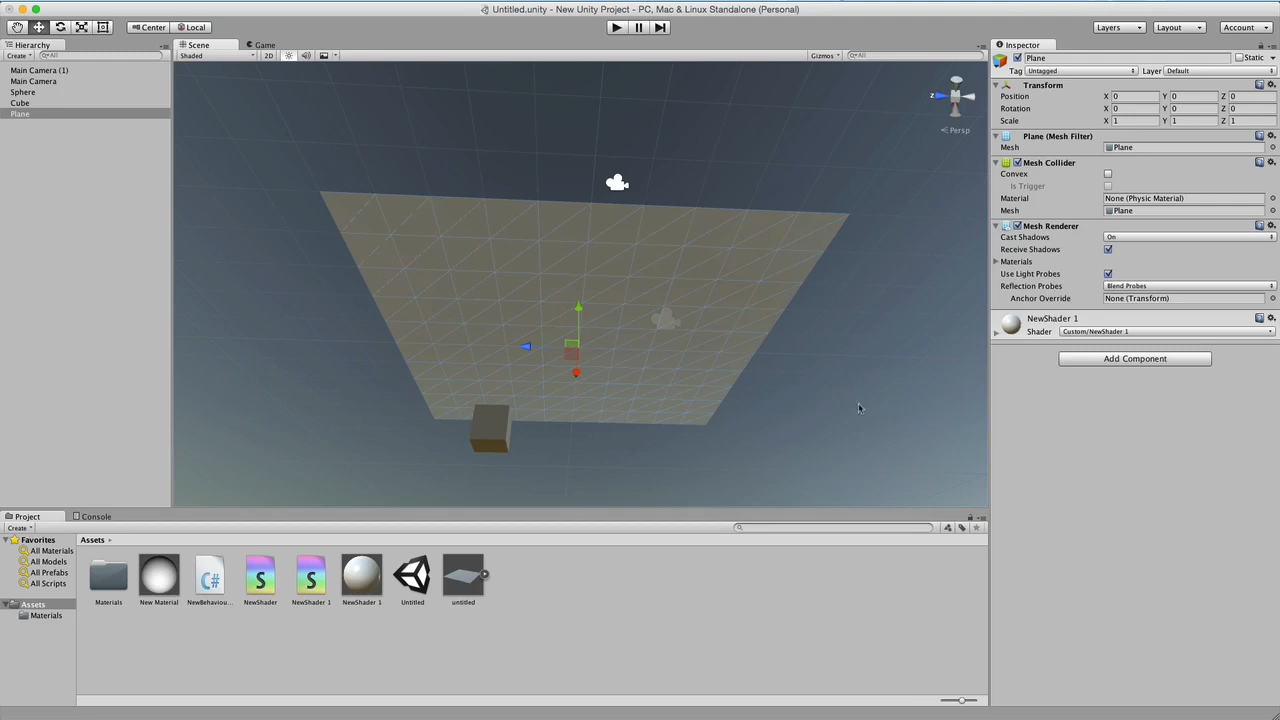 Untitled.unity - New Unity Project - PC, Mac & Linux Standalone (Personal)
Center Local Layers Layout Account
Hierarchy
Create All
Main Camera (1)
Main Camera
Sphere
Cube
Plane
Scene Game
Shaded 2D Gizmos All
z
Persp
Inspector
Plane Static
Tag Untagged Layer Default
Transform
Position X 0 Y 0 Z 0
Rotation X 0 Y 0 Z 0
Scale X 1 Y 1 Z 1
Plane (Mesh Filter)
Mesh Plane
Mesh Collider
Convex
Is Trigger
Material None (Physic Material)
Mesh Plane
Mesh Renderer
Cast Shadows On
Receive Shadows
Materials
Use Light Probes
Reflection Probes Blend Probes
Anchor Override None (Transform)
NewShader 1
Shader Custom/NewShader 1
Add Component
Project Console
Create
Favorites
All Materials
All Models
All Prefabs
All Scripts
Assets
Materials
Assets
C# S S
Materials New Material NewBehaviou... NewShader NewShader 1 NewShader 1 Untitled untitled